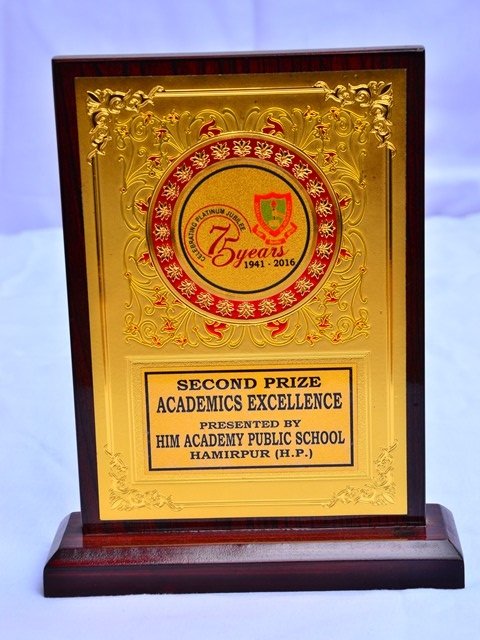 CELEBRATING PLATINUM JUBILEE
75 years
1941 - 2016
SECOND PRIZE
ACADEMICS EXCELLENCE
PRESENTED BY
HIM ACADEMY PUBLIC SCHOOL
HAMIRPUR (H.P.)